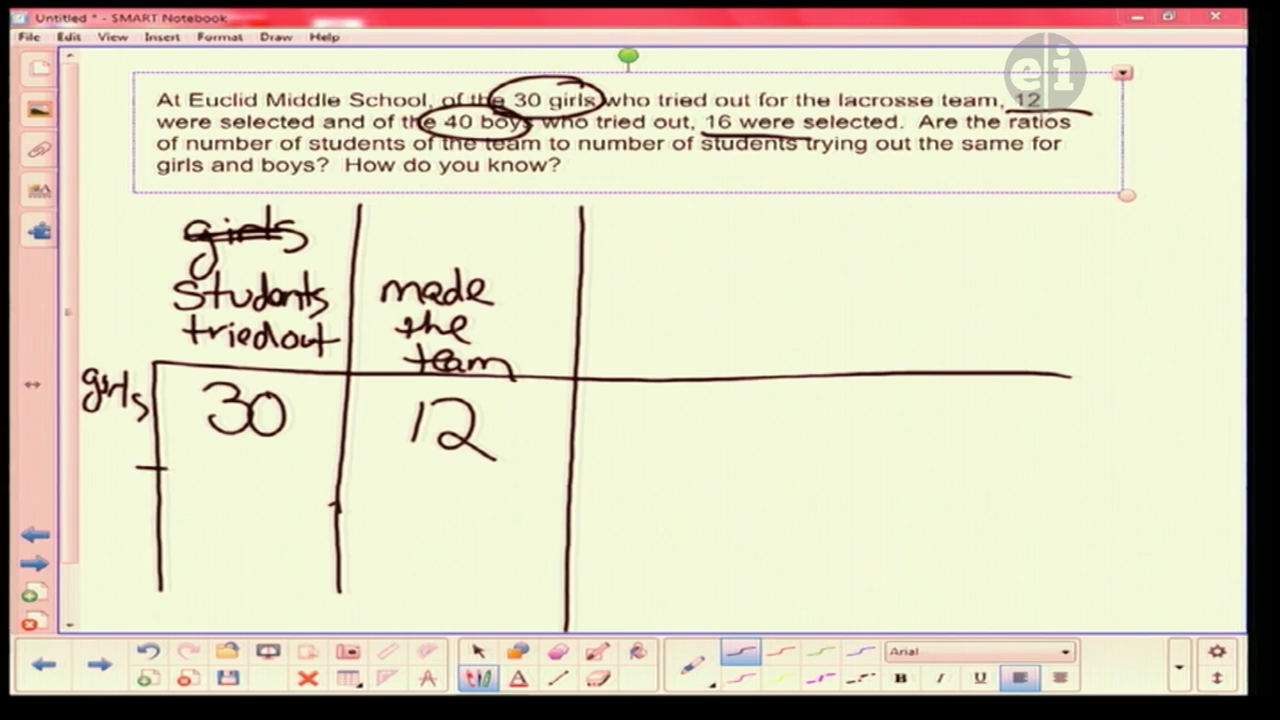 Untitled * - SMART Notebook
File Edit View Insert Format Draw Help
eli
At Euclid Middle School, of the 30 girls who tried out for the lacrosse team, 12
were selected and of the 40 boys who tried out, 16 were selected. Are the ratios
of number of students of the team to number of students trying out the same for
girls and boys? How do you know?
girls
Students made
triedout the
team
girls 30 12
Arial
B I U